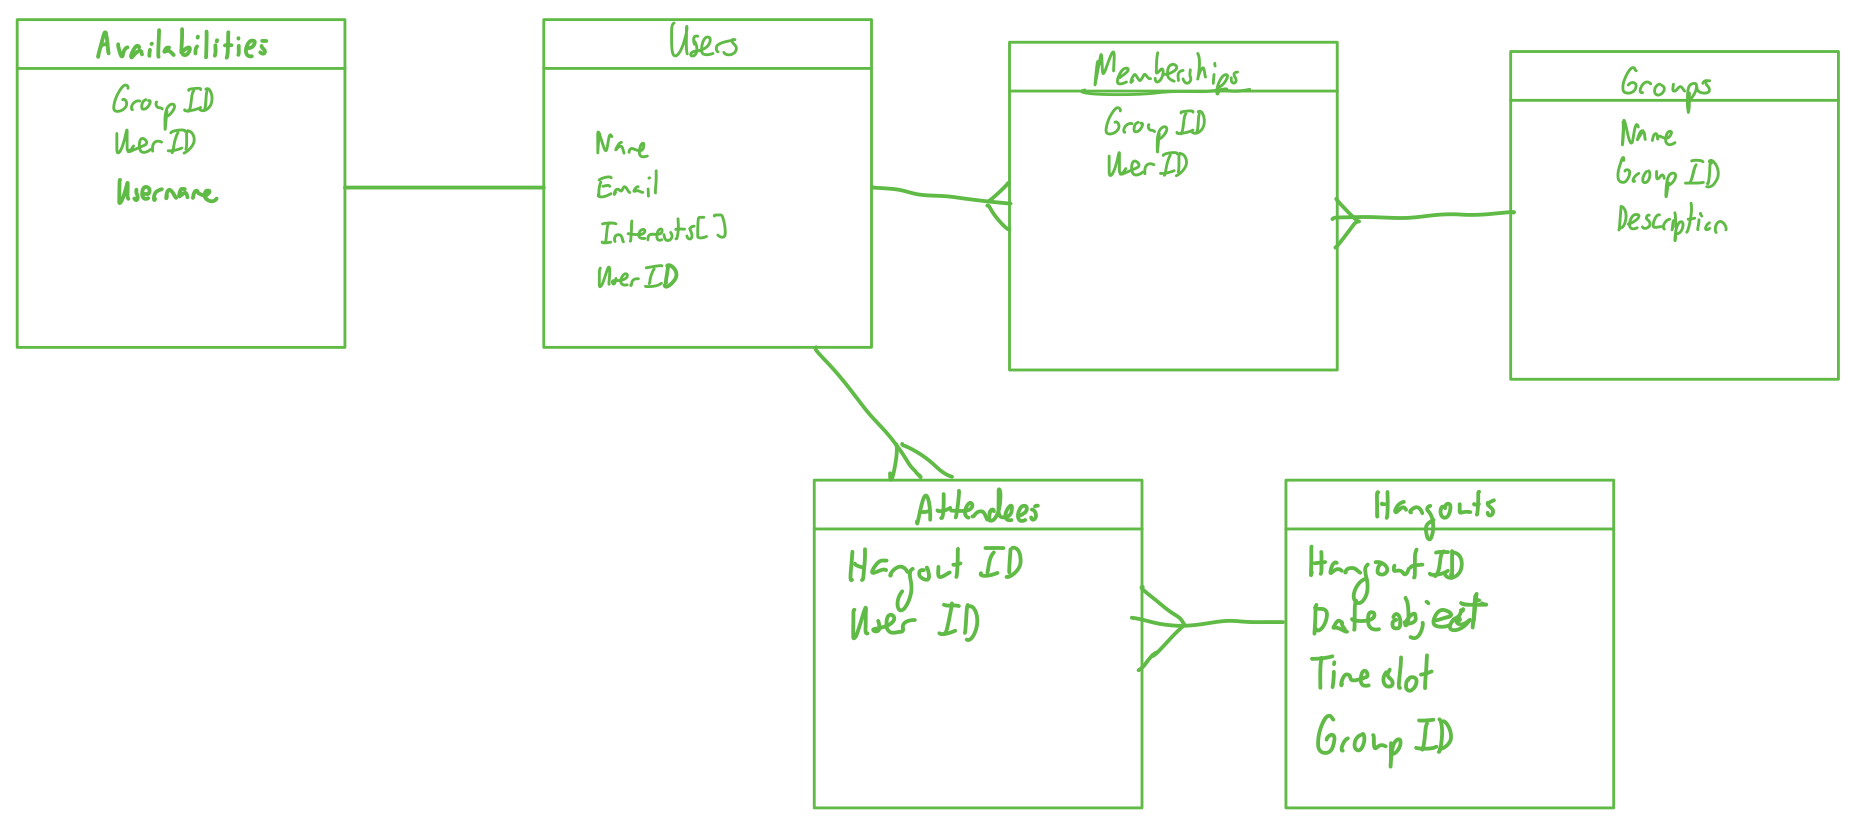 Availabilities
Group ID
User ID
Username
Users
Name
Email
Interests[]
User ID
Memberships
Group ID
User ID
Groups
Name
Group ID
Description
Attendees
Hangout ID
User ID
Hangouts
Hangout ID
Date object
Time slot
Group ID